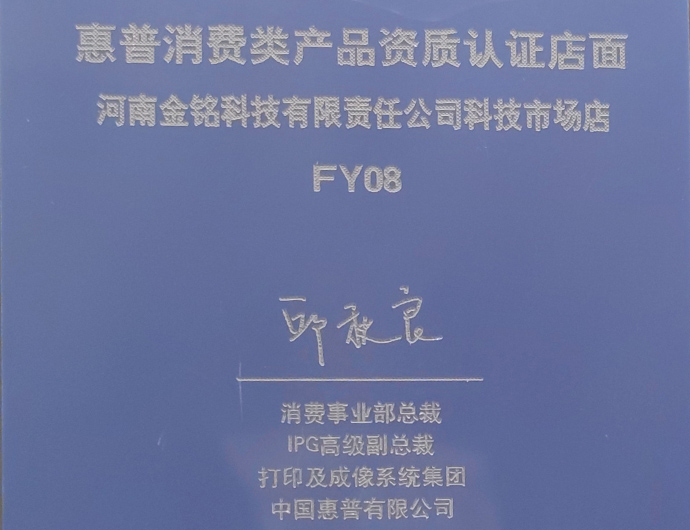 惠普消费类产品资质认证店面
河南金铭科技有限责任公司科技市场店
FY08
邱秋良
消费事业部总裁
IPG高级副总裁
打印及成像系统集团
中国惠普有限公司